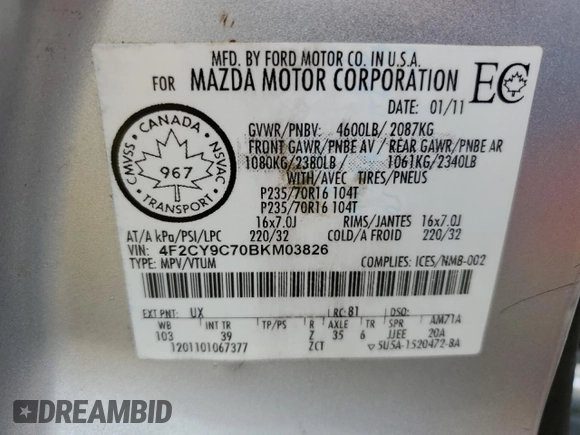 MFD. BY FORD MOTOR CO. IN U.S.A.
FOR MAZDA MOTOR CORPORATION
EC
DATE: 01/11
CANADA
CMVSS NSVAC
967
TRANSPORT
GVWR/PNBV: 4600LB/ 2087KG
FRONT GAWR/PNBE AV / REAR GAWR/PNBE AR
1080KG/2380LB / 1061KG/2340LB
WITH/AVEC TIRES/PNEUS
P235/70R16 104T
P235/70R16 104T
16x7.0J RIMS/JANTES 16x7.0J
AT/A kPa/PSI/LPC 220/32 COLD/A FROID 220/32
VIN: 4F2CY9C70BKM03826
TYPE: MPV/VTUM COMPLIES: ICES/NMB-002
EXT PNT: UX RC: 81 DSO:
WB INT TR TP/PS R AXLE TR SPR AM71A
103 39 Z 35 6 JJEE 20A
1201101067377 ZCT 5U5A-1520472-BA
DREAMBID